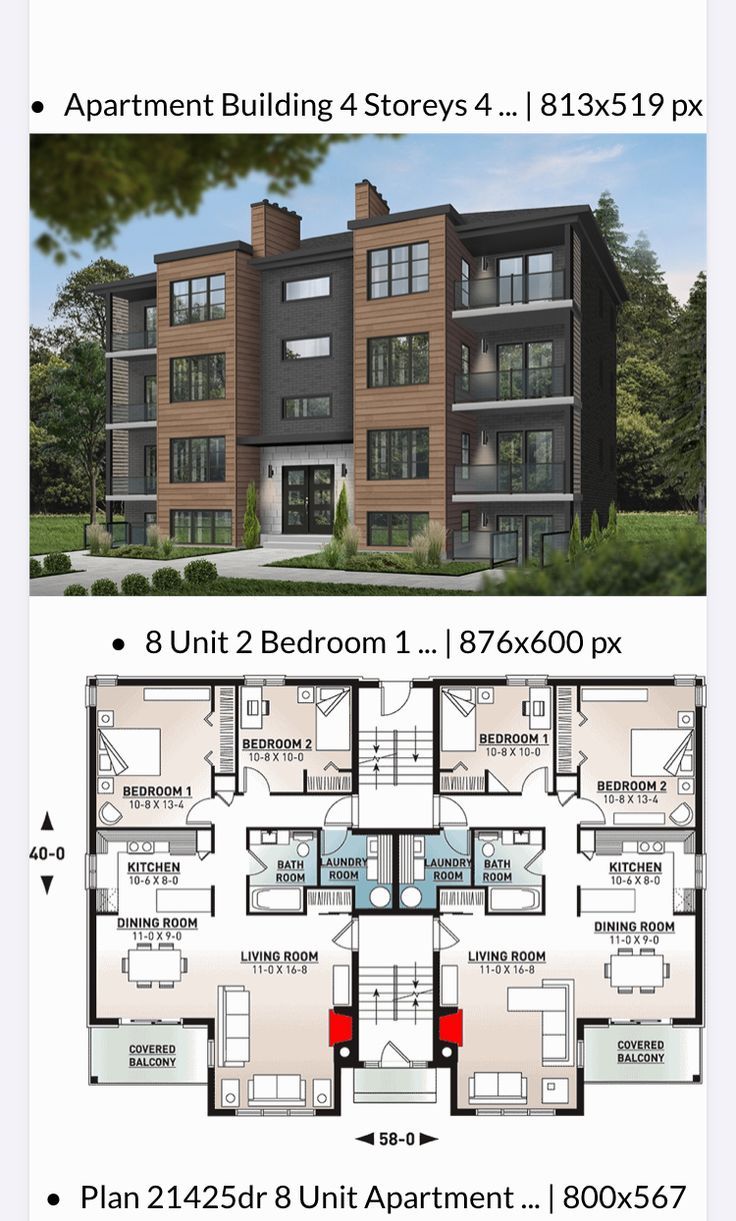 • Apartment Building 4 Storeys 4 ... | 813x519 px
• 8 Unit 2 Bedroom 1 ... | 876x600 px
BEDROOM 2
10-8 X 10-0
BEDROOM 1
10-8 X 10-0
BEDROOM 1
10-8 X 13-4
BEDROOM 2
10-8 X 13-4
40-0
KITCHEN
10-6 X 8-0
BATH
ROOM
LAUNDRY
ROOM
LAUNDRY
ROOM
BATH
ROOM
KITCHEN
10-6 X 8-0
DINING ROOM
11-0 X 9-0
DINING ROOM
11-0 X 9-0
LIVING ROOM
11-0 X 16-8
LIVING ROOM
11-0 X 16-8
COVERED
BALCONY
COVERED
BALCONY
58-0
• Plan 21425dr 8 Unit Apartment ... | 800x567